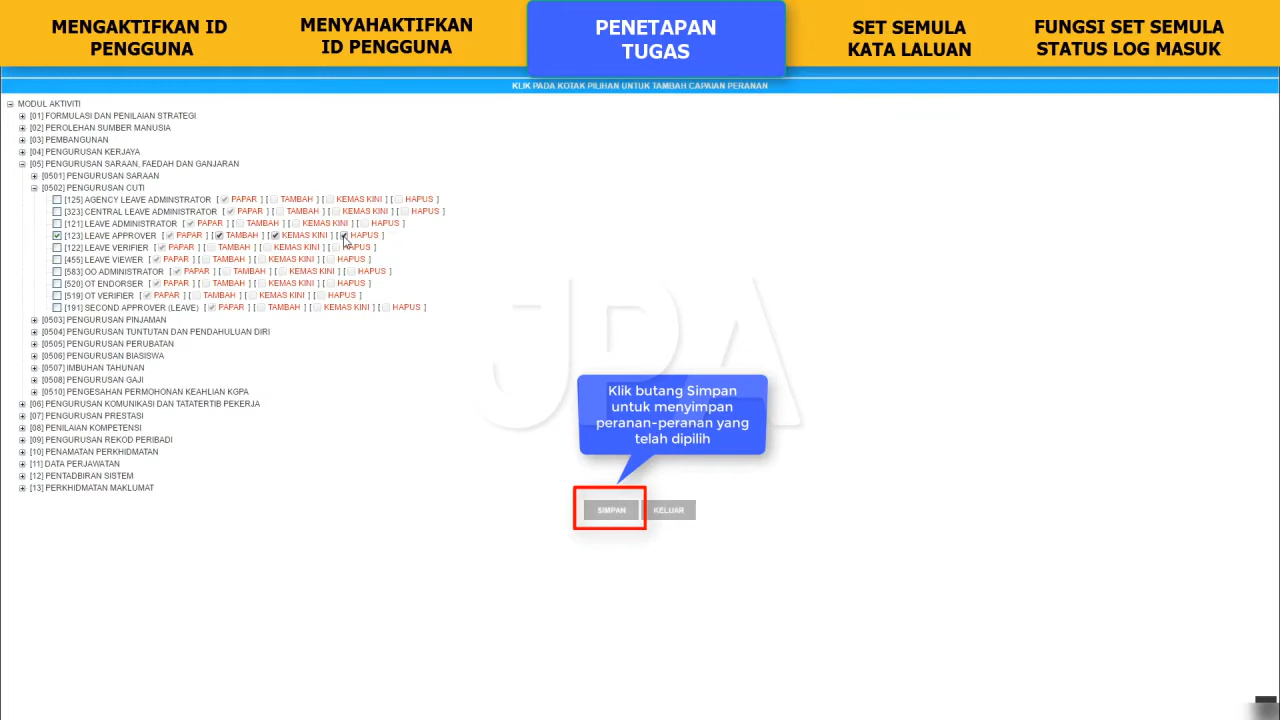 MENGAKTIFKAN ID
PENGGUNA
MENYAHAKTIFKAN
ID PENGGUNA
PENETAPAN
TUGAS
SET SEMULA
KATA LALUAN
FUNGSI SET SEMULA
STATUS LOG MASUK
KLIK PADA KOTAK PILIHAN UNTUK TAMBAH CAPAIAN PERANAN
MODUL AKTIVITI
[01] FORMULASI DAN PENILAIAN STRATEGI
[02] PEROLEHAN SUMBER MANUSIA
[03] PEMBANGUNAN
[04] PENGURUSAN KERJAYA
[05] PENGURUSAN SARAAN, FAEDAH DAN GANJARAN
[0501] PENGURUSAN SARAAN
[0502] PENGURUSAN CUTI
[125] AGENCY LEAVE ADMINSTRATOR [ PAPAR ] [ TAMBAH ] [ KEMAS KINI ] [ HAPUS ]
[323] CENTRAL LEAVE ADMINISTRATOR [ PAPAR ] [ TAMBAH ] [ KEMAS KINI ] [ HAPUS ]
[121] LEAVE ADMINISTRATOR [ PAPAR ] [ TAMBAH ] [ KEMAS KINI ] [ HAPUS ]
[123] LEAVE APPROVER [ PAPAR ] [ TAMBAH ] [ KEMAS KINI ] [ HAPUS ]
[122] LEAVE VERIFIER [ PAPAR ] [ TAMBAH ] [ KEMAS KINI ] [ HAPUS ]
[455] LEAVE VIEWER [ PAPAR ] [ TAMBAH ] [ KEMAS KINI ] [ HAPUS ]
[583] OO ADMINISTRATOR [ PAPAR ] [ TAMBAH ] [ KEMAS KINI ] [ HAPUS ]
[520] OT ENDORSER [ PAPAR ] [ TAMBAH ] [ KEMAS KINI ] [ HAPUS ]
[519] OT VERIFIER [ PAPAR ] [ TAMBAH ] [ KEMAS KINI ] [ HAPUS ]
[191] SECOND APPROVER (LEAVE) [ PAPAR ] [ TAMBAH ] [ KEMAS KINI ] [ HAPUS ]
[0503] PENGURUSAN PINJAMAN
[0504] PENGURUSAN TUNTUTAN DAN PENDAHULUAN DIRI
[0505] PENGURUSAN PERUBATAN
[0506] PENGURUSAN BIASISWA
[0507] IMBUHAN TAHUNAN
[0508] PENGURUSAN GAJI
[0510] PENGESAHAN PERMOHONAN KEAHLIAN KGPA
[06] PENGURUSAN KOMUNIKASI DAN TATATERTIB PEKERJA
[07] PENGURUSAN PRESTASI
[08] PENILAIAN KOMPETENSI
[09] PENGURUSAN REKOD PERIBADI
[10] PENAMATAN PERKHIDMATAN
[11] DATA PERJAWATAN
[12] PENTADBIRAN SISTEM
[13] PERKHIDMATAN MAKLUMAT
JPA
Klik butang Simpan
untuk menyimpan
peranan-peranan yang
telah dipilih
SIMPAN
KELUAR